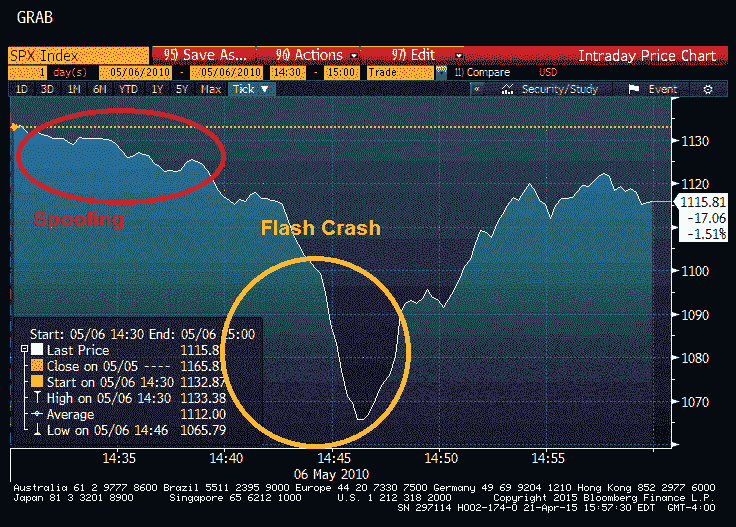 GRAB
SPX Index 95) Save As... 96) Actions 97) Edit Intraday Price Chart
1 day(s) 05/06/2010 - 05/06/2010 14:30 - 15:00 Trade 11) Compare USD
1D 3D 1M 6M YTD 1Y 5Y Max Tick ▼ « Security/Study Event
1130
1120
1115.81
-17.06
-1.51%
1100
1090
1080
1070
Spoofing
Flash Crash
Start: 05/06 14:30 End: 05/06 15:00
Last Price 1115.81
Close on 05/05 ---- 1165.87
Start on 05/06 14:30 1132.87
High on 05/06 14:30 1133.38
Average 1112.00
Low on 05/06 14:46 1065.79
14:35 14:40 14:45 14:50 14:55
06 May 2010
Australia 61 2 9777 8600 Brazil 5511 2395 9000 Europe 44 20 7330 7500 Germany 49 69 9204 1210 Hong Kong 852 2977 6000
Japan 81 3 3201 8900 Singapore 65 6212 1000 U.S. 1 212 318 2000 Copyright 2015 Bloomberg Finance L.P.
SN 297114 H002-174-0 21-Apr-15 15:57:30 EDT GMT-4:00